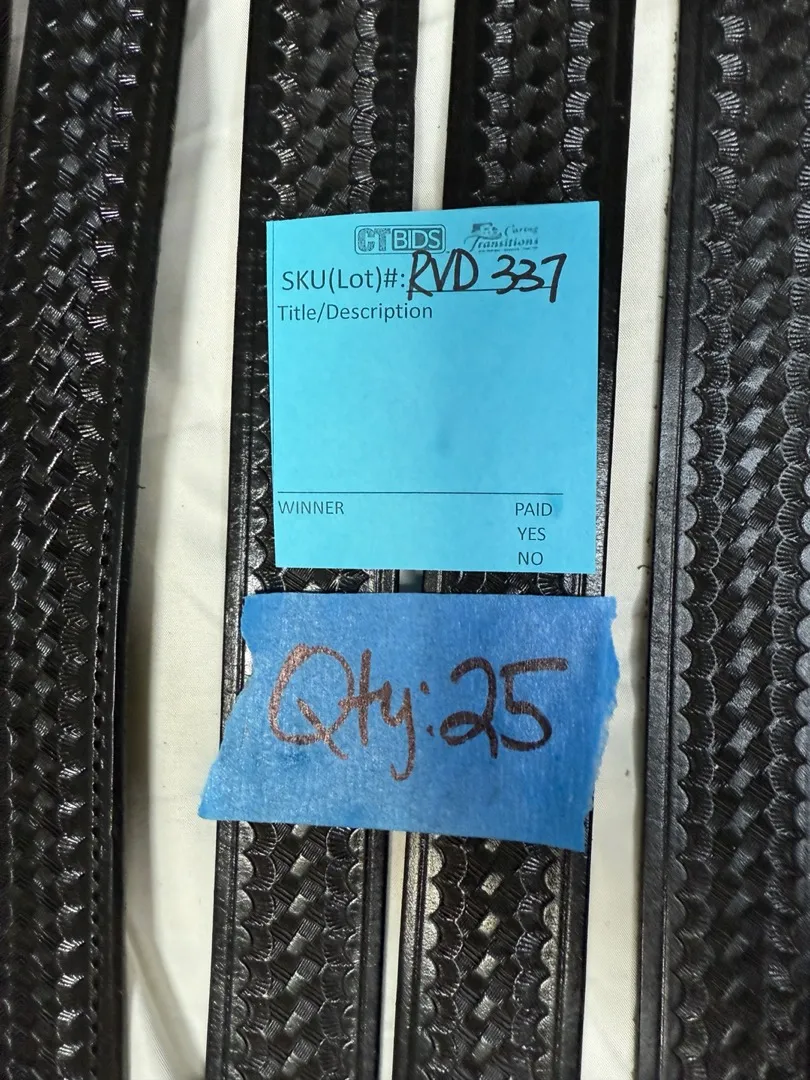 CTBIDS
Caring
Transitions
SKU(Lot)#: RVD 337
Title/Description
WINNER PAID
YES
NO
Qty: 25